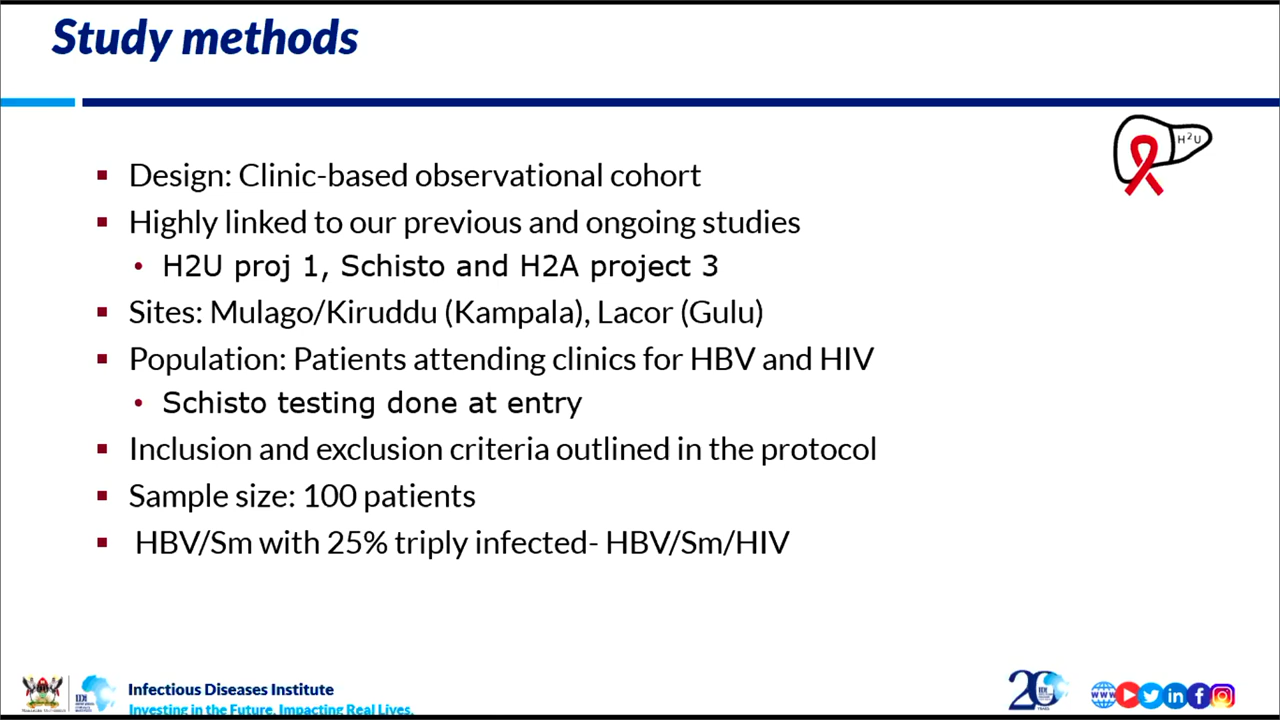 Study methods
H²U
Design: Clinic-based observational cohort
Highly linked to our previous and ongoing studies
H2U proj 1, Schisto and H2A project 3
Sites: Mulago/Kiruddu (Kampala), Lacor (Gulu)
Population: Patients attending clinics for HBV and HIV
Schisto testing done at entry
Inclusion and exclusion criteria outlined in the protocol
Sample size: 100 patients
HBV/Sm with 25% triply infected- HBV/Sm/HIV
Infectious Diseases Institute
Investing in the Future. Impacting Real Lives.
20
YEARS